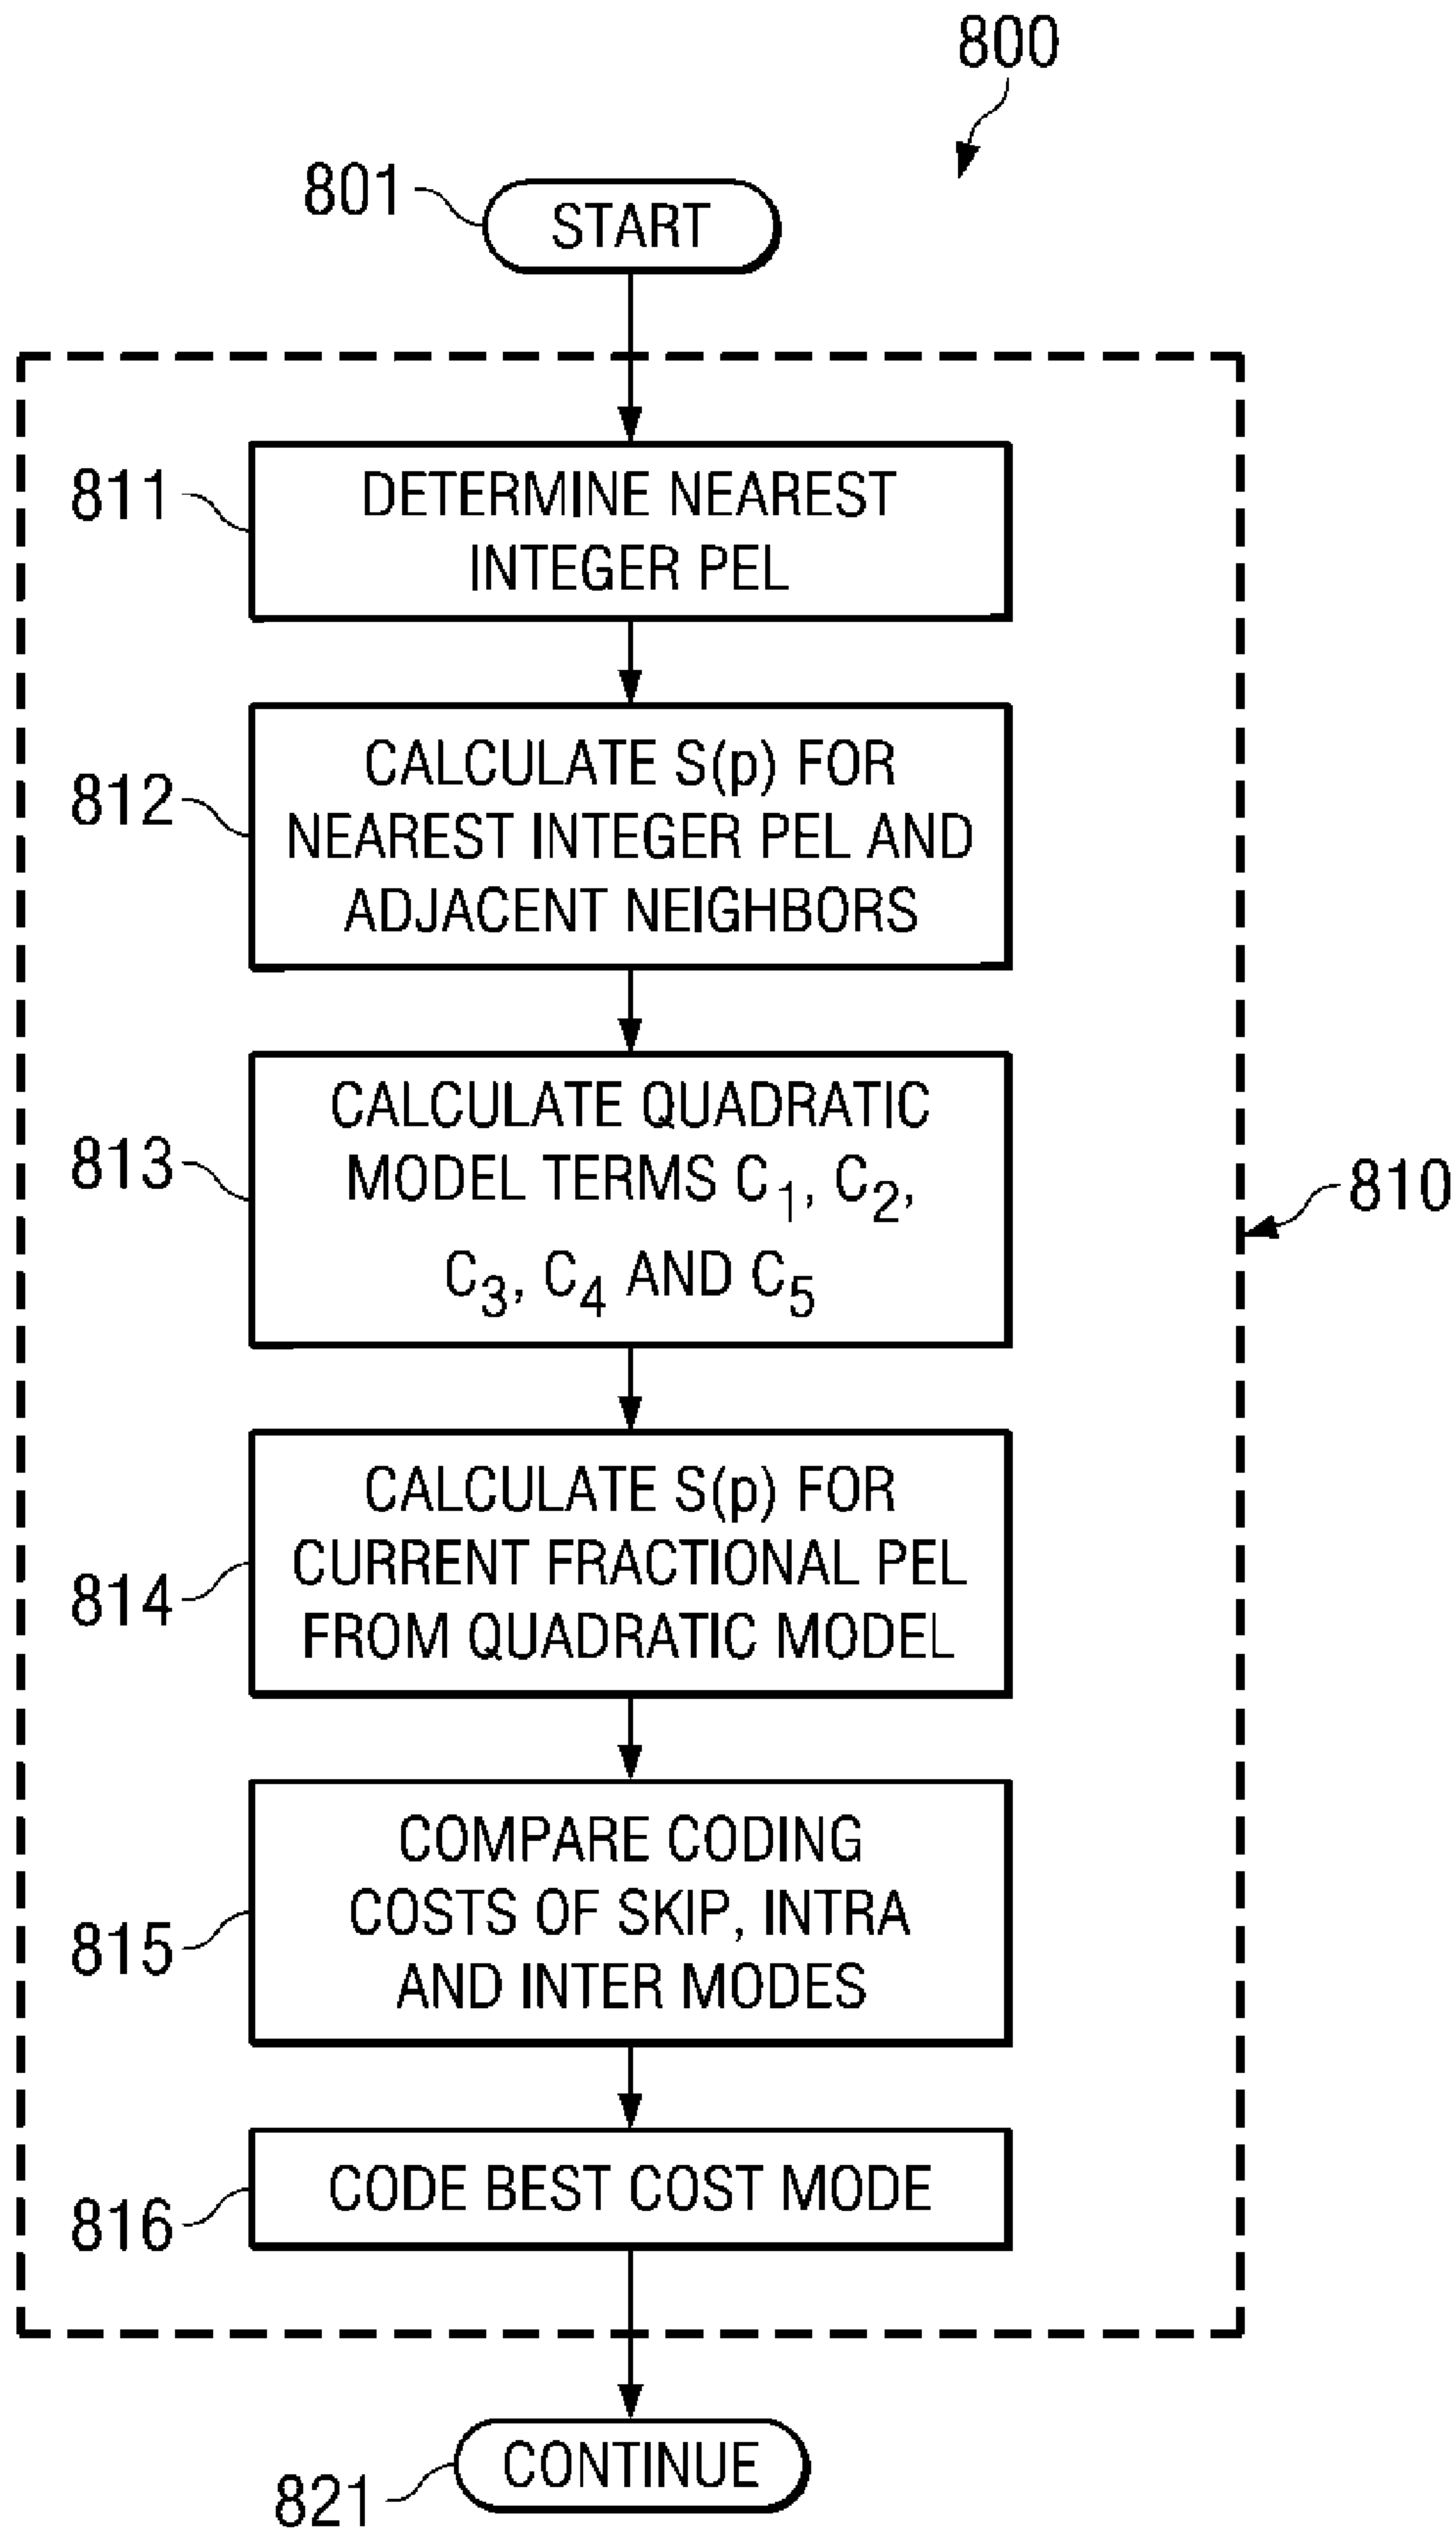 800
801
START
811
DETERMINE NEAREST
INTEGER PEL
812
CALCULATE S(p) FOR
NEAREST INTEGER PEL AND
ADJACENT NEIGHBORS
813
CALCULATE QUADRATIC
MODEL TERMS C1, C2,
C3, C4 AND C5
810
814
CALCULATE S(p) FOR
CURRENT FRACTIONAL PEL
FROM QUADRATIC MODEL
815
COMPARE CODING
COSTS OF SKIP, INTRA
AND INTER MODES
816
CODE BEST COST MODE
821
CONTINUE